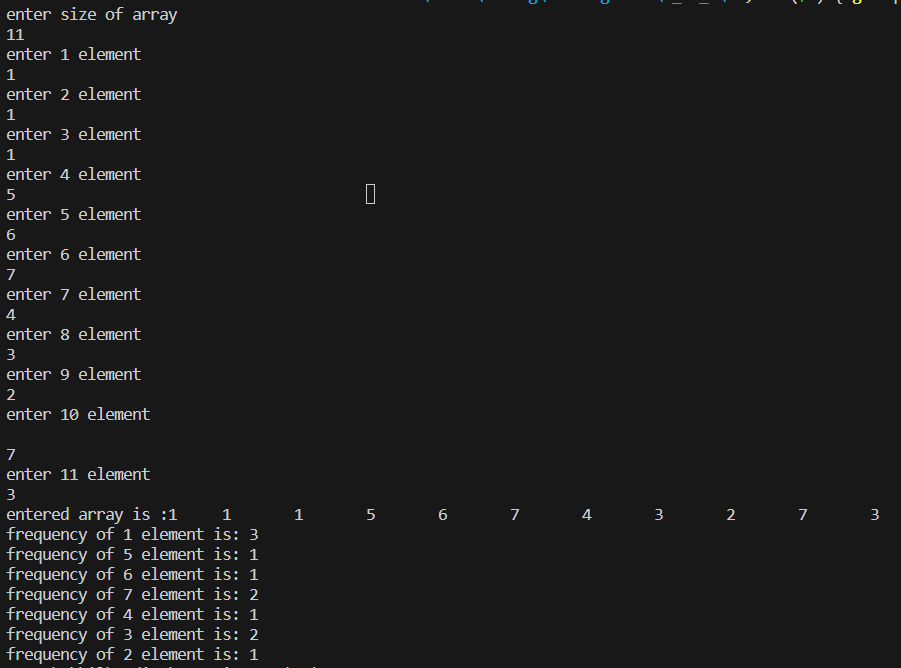 enter size of array
11
enter 1 element
1
enter 2 element
1
enter 3 element
1
enter 4 element
5
enter 5 element
6
enter 6 element
7
enter 7 element
4
enter 8 element
3
enter 9 element
2
enter 10 element
7
enter 11 element
3
entered array is :1 1 1 5 6 7 4 3 2 7 3
frequency of 1 element is: 3
frequency of 5 element is: 1
frequency of 6 element is: 1
frequency of 7 element is: 2
frequency of 4 element is: 1
frequency of 3 element is: 2
frequency of 2 element is: 1